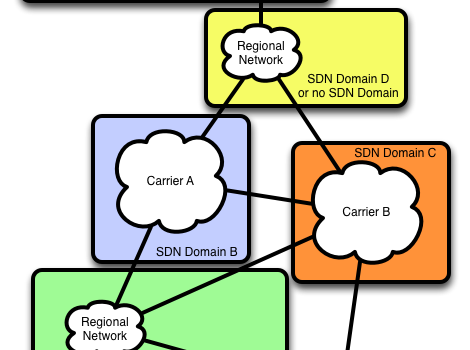 Regional
Network
SDN Domain D
or no SDN Domain
SDN Domain C
Carrier A
Carrier B
SDN Domain B
Regional
Network